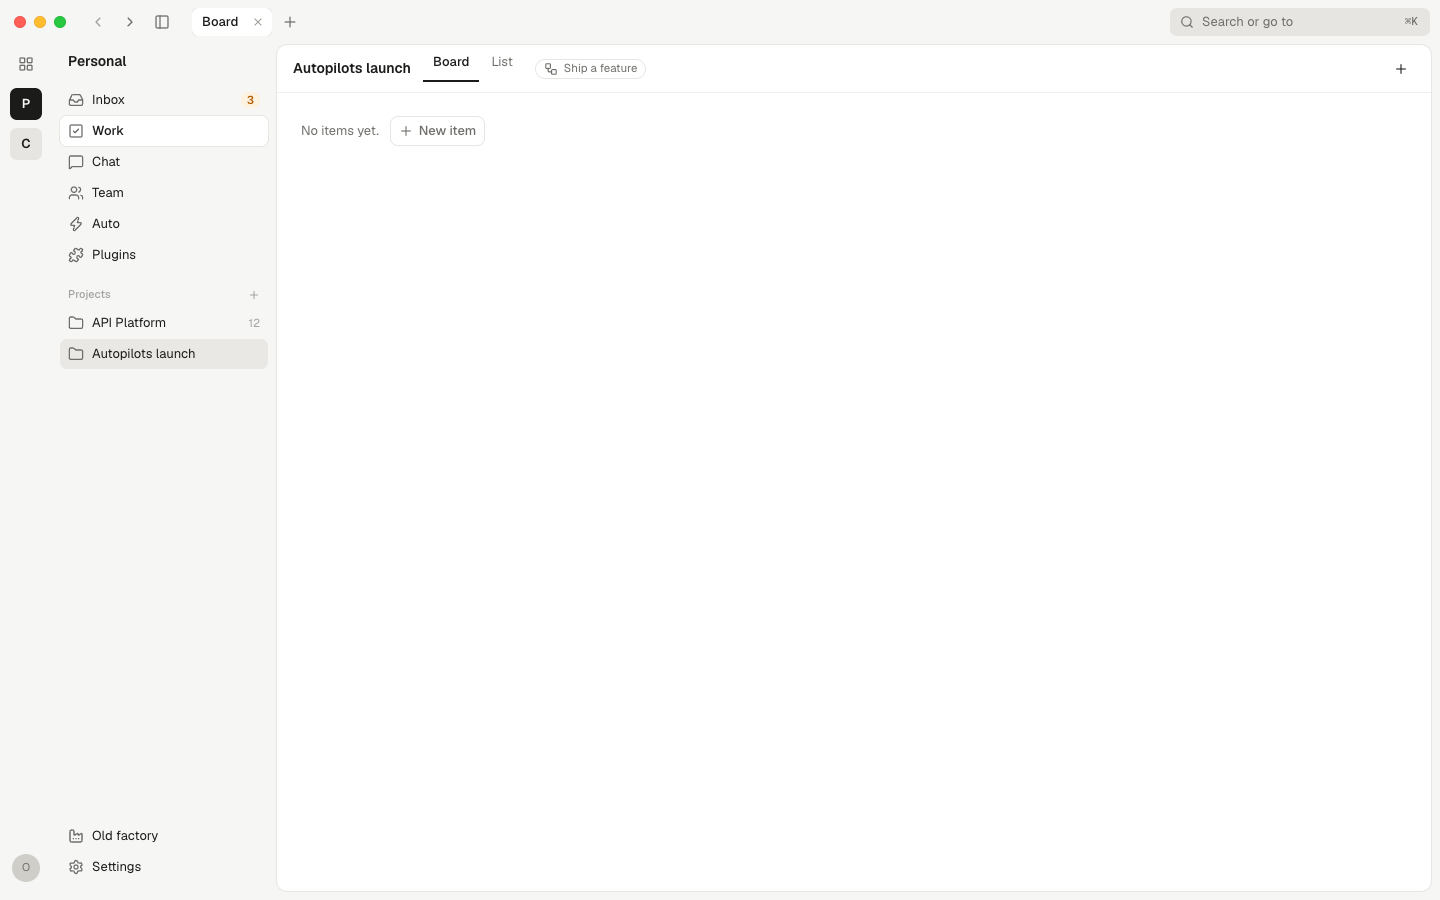 Board
Search or go to
⌘K
P
C
Personal
Inbox
3
Work
Chat
Team
Auto
Plugins
Projects
API Platform
12
Autopilots launch
Old factory
Settings
O
Autopilots launch
Board
List
Ship a feature
No items yet.
New item